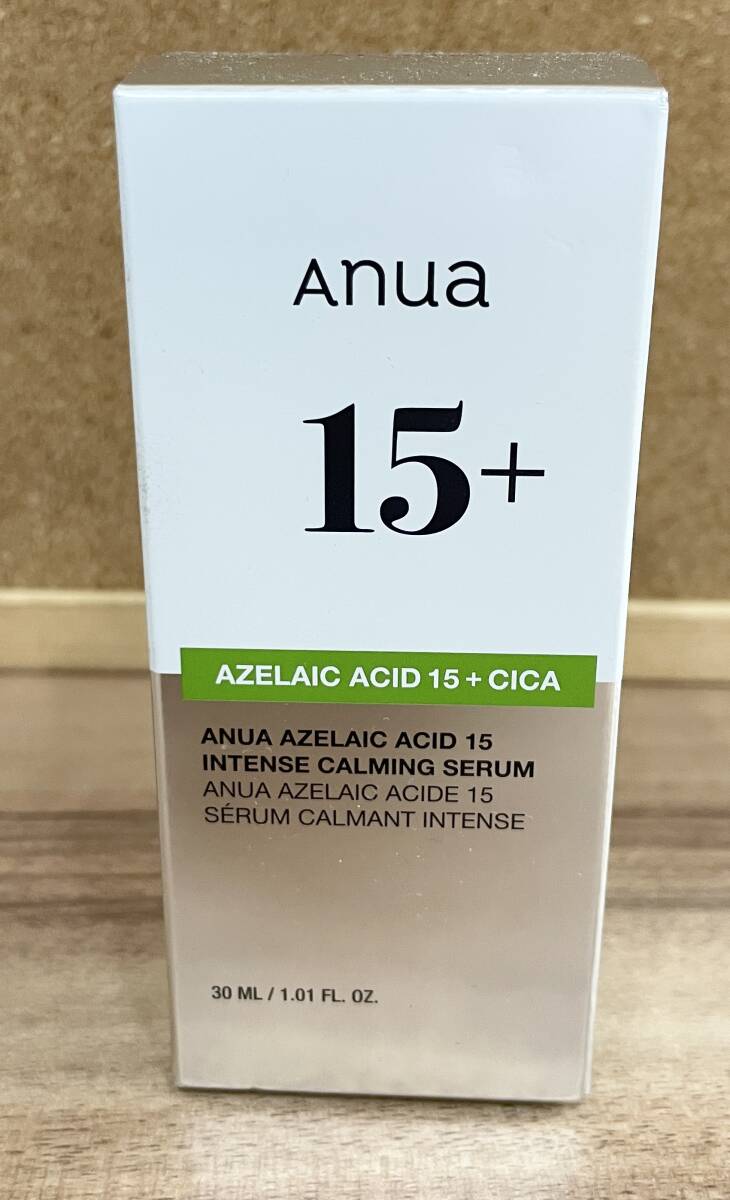 Anua
15+
AZELAIC ACID 15 + CICA
ANUA AZELAIC ACID 15
INTENSE CALMING SERUM
ANUA AZELAIC ACIDE 15
SÉRUM CALMANT INTENSE
30 ML / 1.01 FL. OZ.